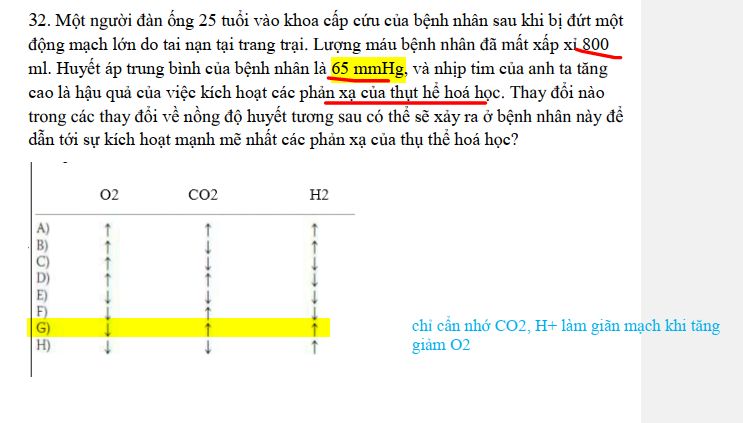 32. Một người đàn ống 25 tuổi vào khoa cấp cứu của bệnh nhân sau khi bị đứt một
động mạch lớn do tai nạn tại trang trại. Lượng máu bệnh nhân đã mất xấp xỉ 800
ml. Huyết áp trung bình của bệnh nhân là 65 mmHg, và nhịp tim của anh ta tăng
cao là hậu quả của việc kích hoạt các phản xạ của thụt hể hoá học. Thay đổi nào
trong các thay đổi về nồng độ huyết tương sau có thể sẽ xảy ra ở bệnh nhân này để
dẫn tới sự kích hoạt mạnh mẽ nhất các phản xạ của thụ thể hoá học?
O2 CO2 H2
A) ↑ ↑ ↑
B) ↑ ↓ ↑
C) ↑ ↓ ↓
D) ↑ ↑ ↓
E) ↓ ↓ ↓
F) ↓ ↑ ↓
G) ↓ ↑ ↑
H) ↓ ↓ ↑
chỉ cần nhớ CO2, H+ làm giãn mạch khi tăng
giảm O2